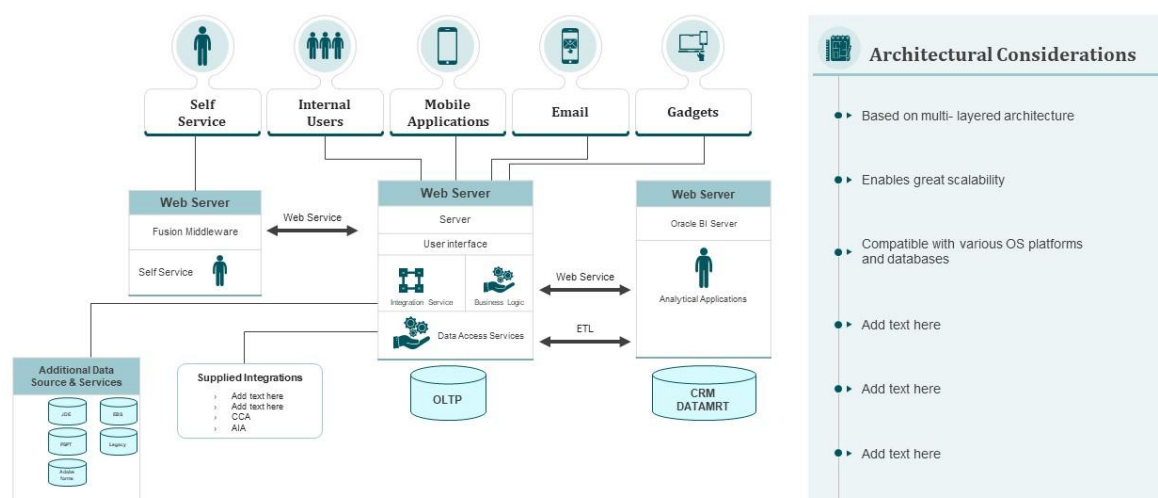 Self
Service
Internal
Users
Mobile
Applications
Email
Gadgets
Web Server
Fusion Middleware
Self Service
Web Service
Web Server
Server
User interface
Integration Service
Business Logic
Data Access Services
OLTP
Web Service
ETL
Web Server
Oracle BI Server
Analytical Applications
CRM
DATAMRT
Additional Data
Source & Services
JDE
EBS
PSPT
Legacy
Supplied Integrations
› Add text here
› Add text here
› CCA
› AIA
Architectural Considerations
Based on multi- layered architecture
Enables great scalability
Compatible with various OS platforms
and databases
Add text here
Add text here
Add text here